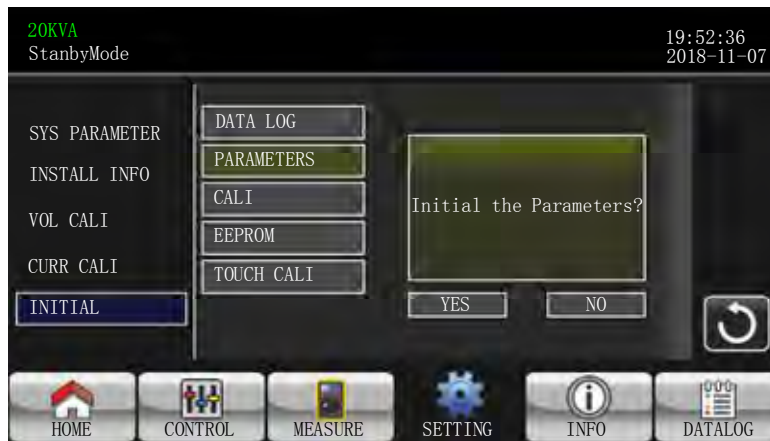 20KVA
StanbyMode
19:52:36
2018-11-07
SYS PARAMETER
INSTALL INFO
VOL CALI
CURR CALI
INITIAL
DATA LOG
PARAMETERS
CALI
EEPROM
TOUCH CALI
Initial the Parameters?
YES
NO
HOME
CONTROL
MEASURE
SETTING
INFO
DATALOG